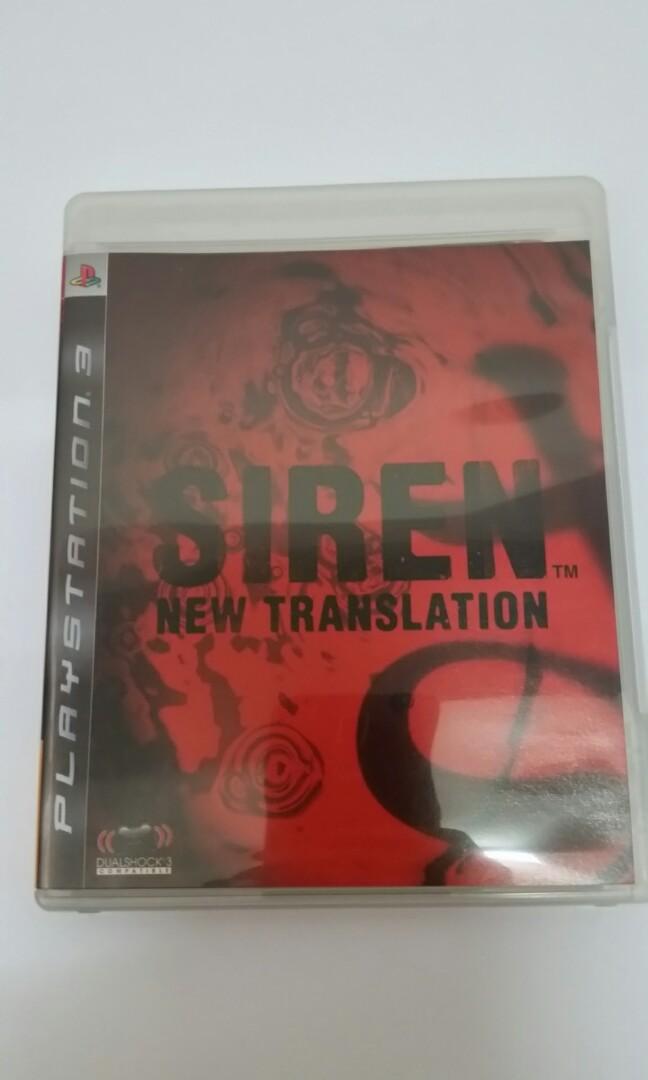 PLAYSTATION 3
SIREN™
NEW TRANSLATION
DUALSHOCK 3
COMPATIBLE